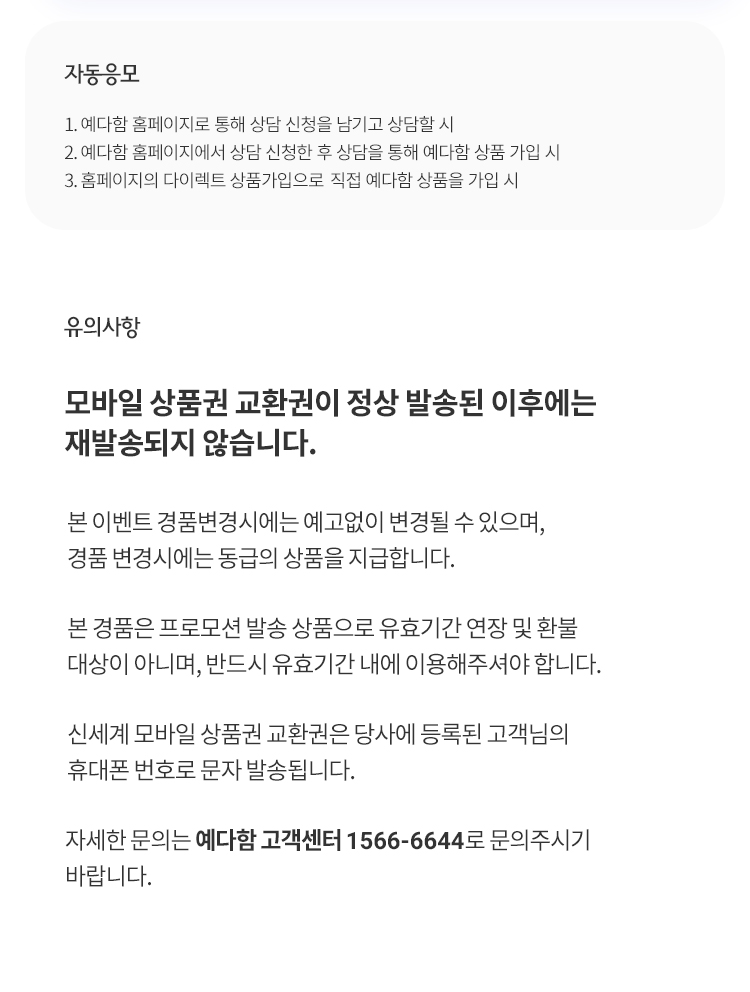 자동응모
1. 예다함 홈페이지로 통해 상담 신청을 남기고 상담할 시
2. 예다함 홈페이지에서 상담 신청한 후 상담을 통해 예다함 상품 가입 시
3. 홈페이지의 다이렉트 상품가입으로 직접 예다함 상품을 가입 시
유의사항
모바일 상품권 교환권이 정상 발송된 이후에는
재발송되지 않습니다.
본 이벤트 경품변경시에는 예고없이 변경될 수 있으며,
경품 변경시에는 동급의 상품을 지급합니다.
본 경품은 프로모션 발송 상품으로 유효기간 연장 및 환불
대상이 아니며, 반드시 유효기간 내에 이용해주셔야 합니다.
신세계 모바일 상품권 교환권은 당사에 등록된 고객님의
휴대폰 번호로 문자 발송됩니다.
자세한 문의는 예다함 고객센터 1566-6644로 문의주시기
바랍니다.